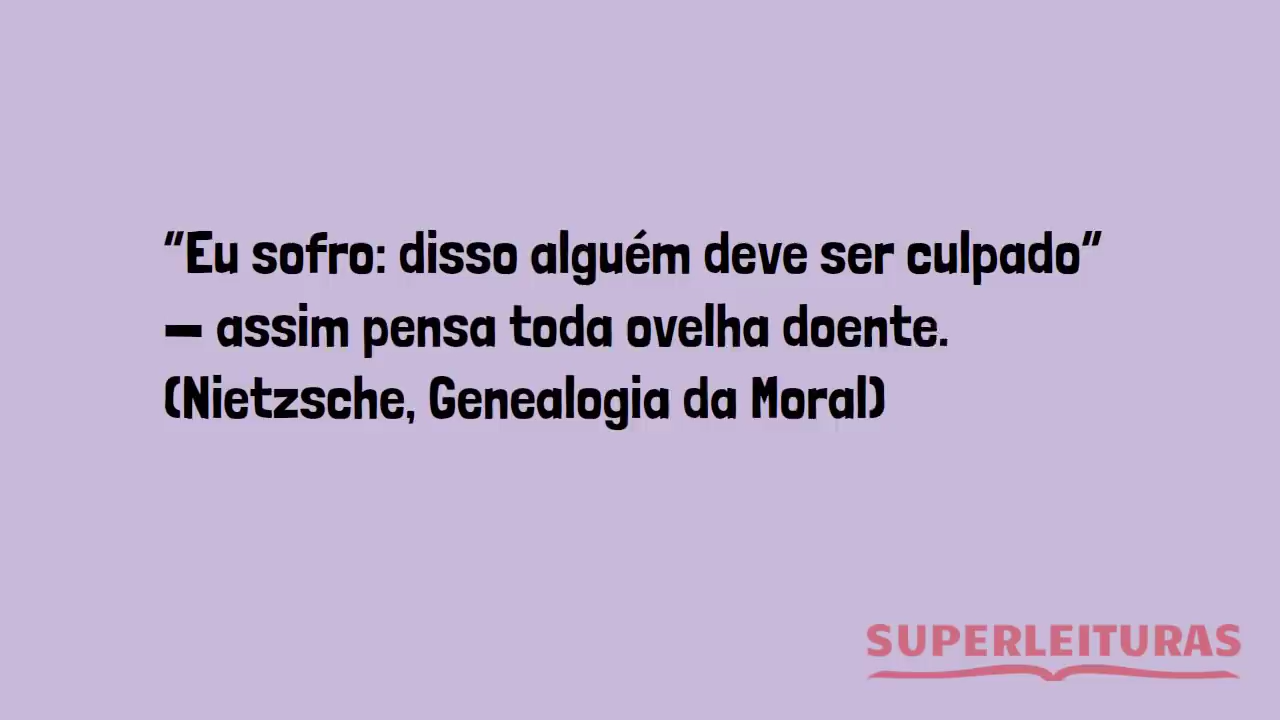 "Eu sofro: disso alguém deve ser culpado"
— assim pensa toda ovelha doente.
(Nietzsche, Genealogia da Moral)
SUPERLEITURAS